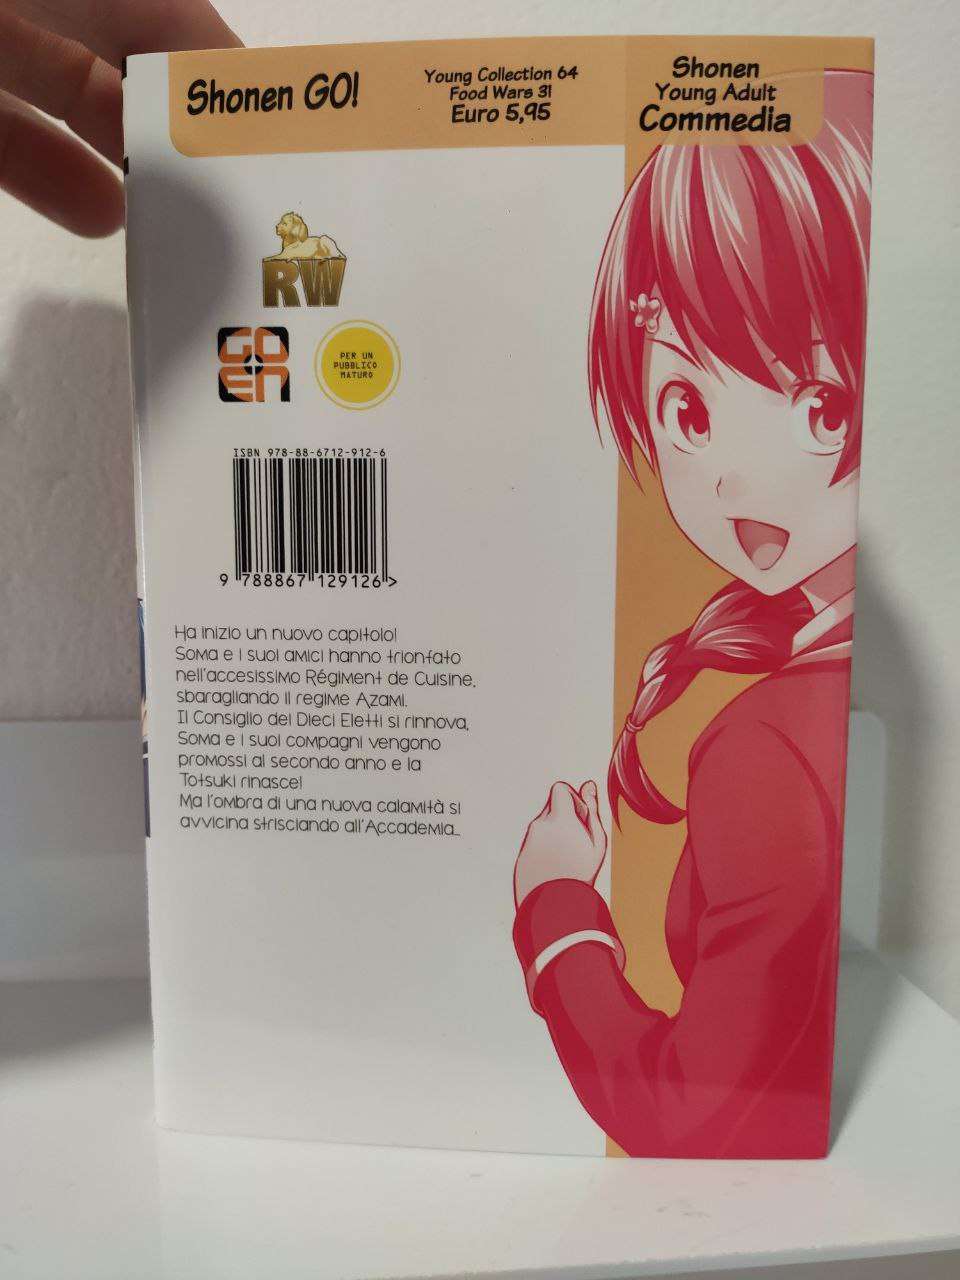 Shonen GO!
Young Collection 64
Food Wars 31
Euro 5,95
Shonen
Young Adult
Commedia
RW
GO
EN
PER UN
PUBBLICO
MATURO
ISBN 978-88-6712-912-6
9 788867 129126 >
Ha inizio un nuovo capitolo!
Soma e i suoi amici hanno trionfato
nell'accesissimo Régiment de Cuisine,
sbaragliando il regime Azami.
Il Consiglio dei Dieci Eletti si rinnova,
Soma e i suoi compagni vengono
promossi al secondo anno e la
Totsuki rinasce!
Ma l'ombra di una nuova calamità si
avvicina strisciando all'Accademia...